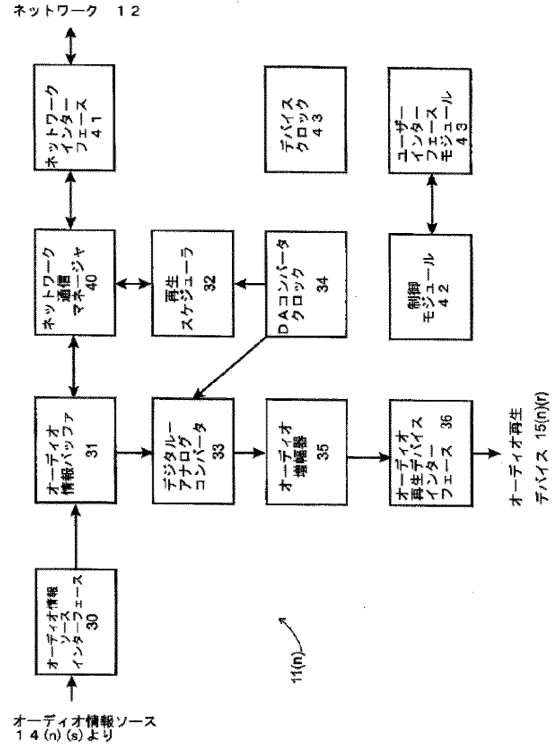 ネットワーク 12
ネットワーク
インター
フェース
41
デバイス
クロック
43
ユーザー
インター
フェース
モジュール
43
ネットワーク
通信
マネージャ
40
再生
スケジューラ
32
DAコンバータ
クロック
34
制御
モジュール
42
オーディオ
情報バッファ
31
デジタルー
アナログ
コンバータ
33
オーディオ
増幅器
35
オーディオ
再生デバイス 36
インター
フェース
オーディオ再生
デバイス 15(n)(r)
オーディオ情報
ソース
インターフェース
30
11(n)
オーディオ情報ソース
14(n)(s)より